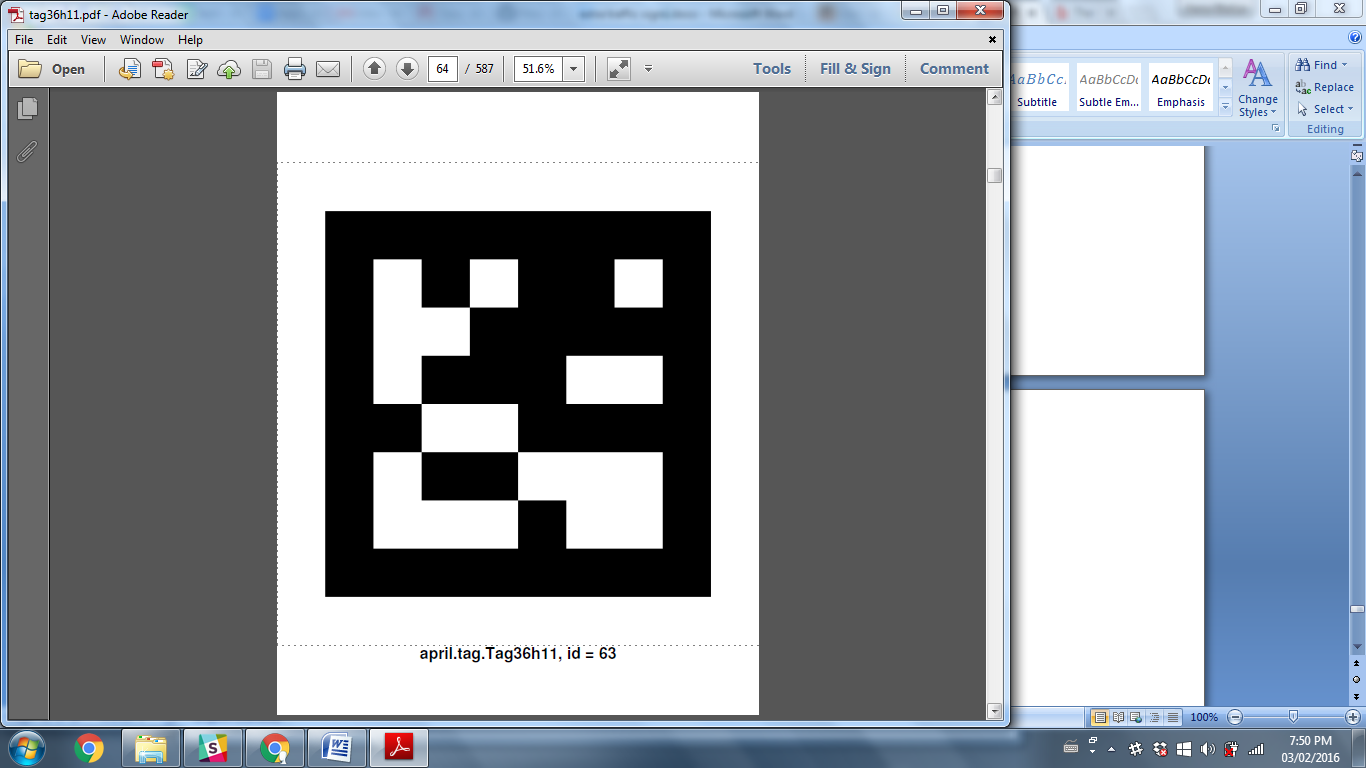 tag36h11.pdf - Adobe Reader
File Edit View Window Help
Open 64 / 587 51.6% Tools Fill & Sign Comment
AaBbCc AaBbCcDc AaBbCcDc
Subtitle Subtle Em... Emphasis
Change
Styles
Find
Replace
Select
Editing
april.tag.Tag36h11, id = 63
100%
7:50 PM
03/02/2016